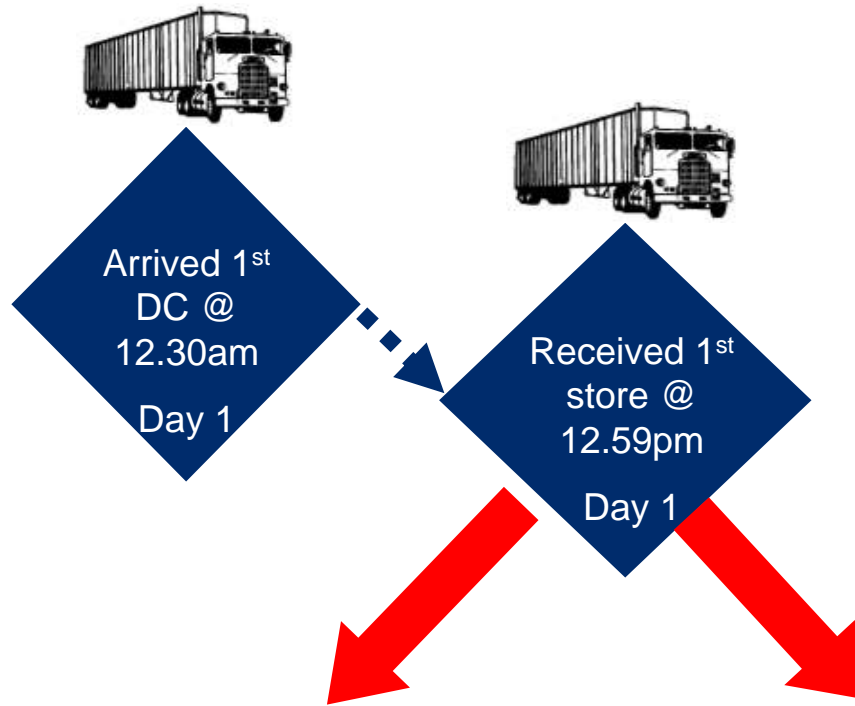 Arrived 1st
DC @
12.30am
Day 1
Received 1st
store @
12.59pm
Day 1